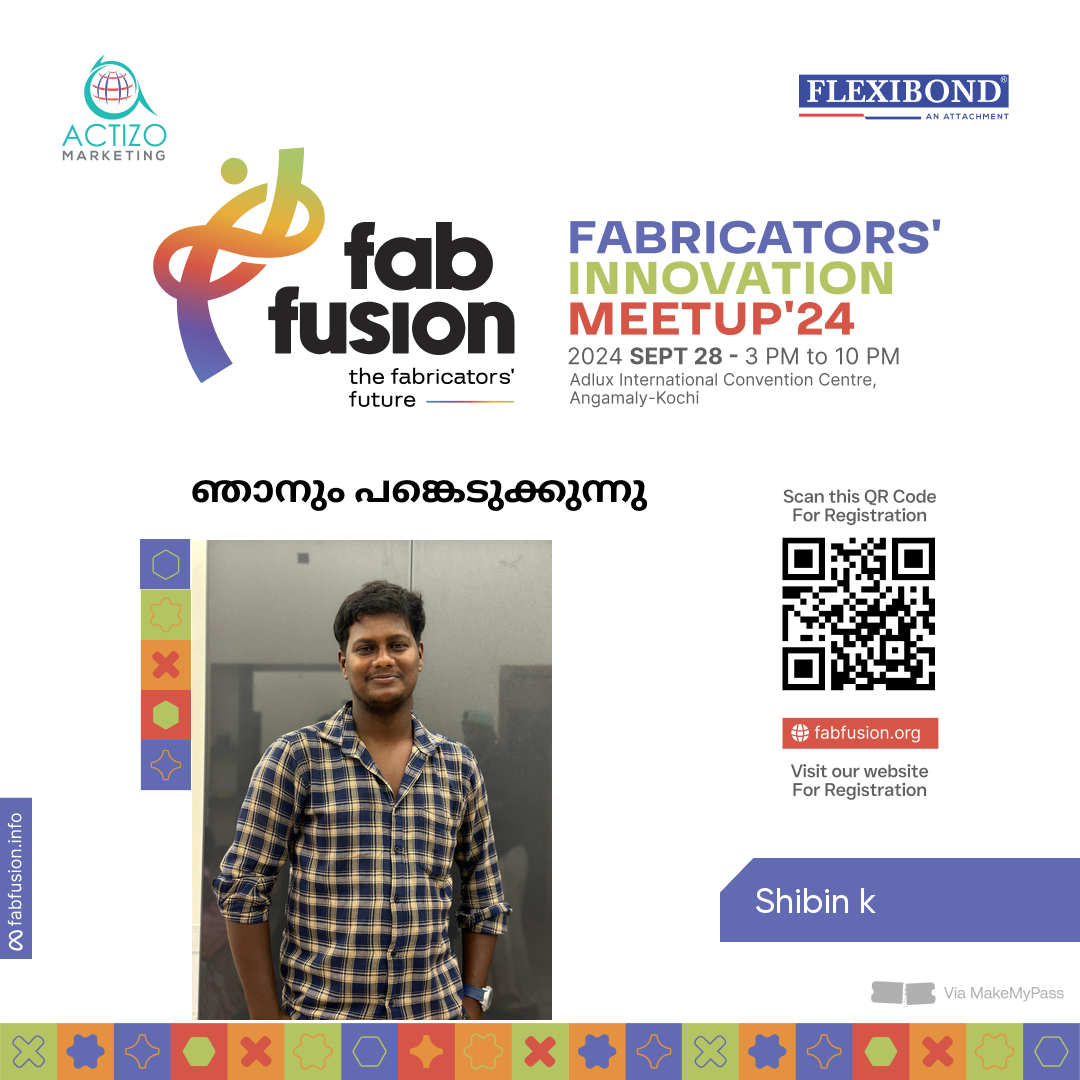 ACTIZO
MARKETING
FLEXIBOND®
AN ATTACHMENT
fab
fusion
the fabricators'
future
FABRICATORS'
INNOVATION
MEETUP'24
2024 SEPT 28 - 3 PM to 10 PM
Adlux International Convention Centre,
Angamaly-Kochi
ഞാനും പങ്കെടുക്കുന്നു
Scan this QR Code
For Registration
fabfusion.org
Visit our website
For Registration
fabfusion.info
Shibin k
Via MakeMyPass